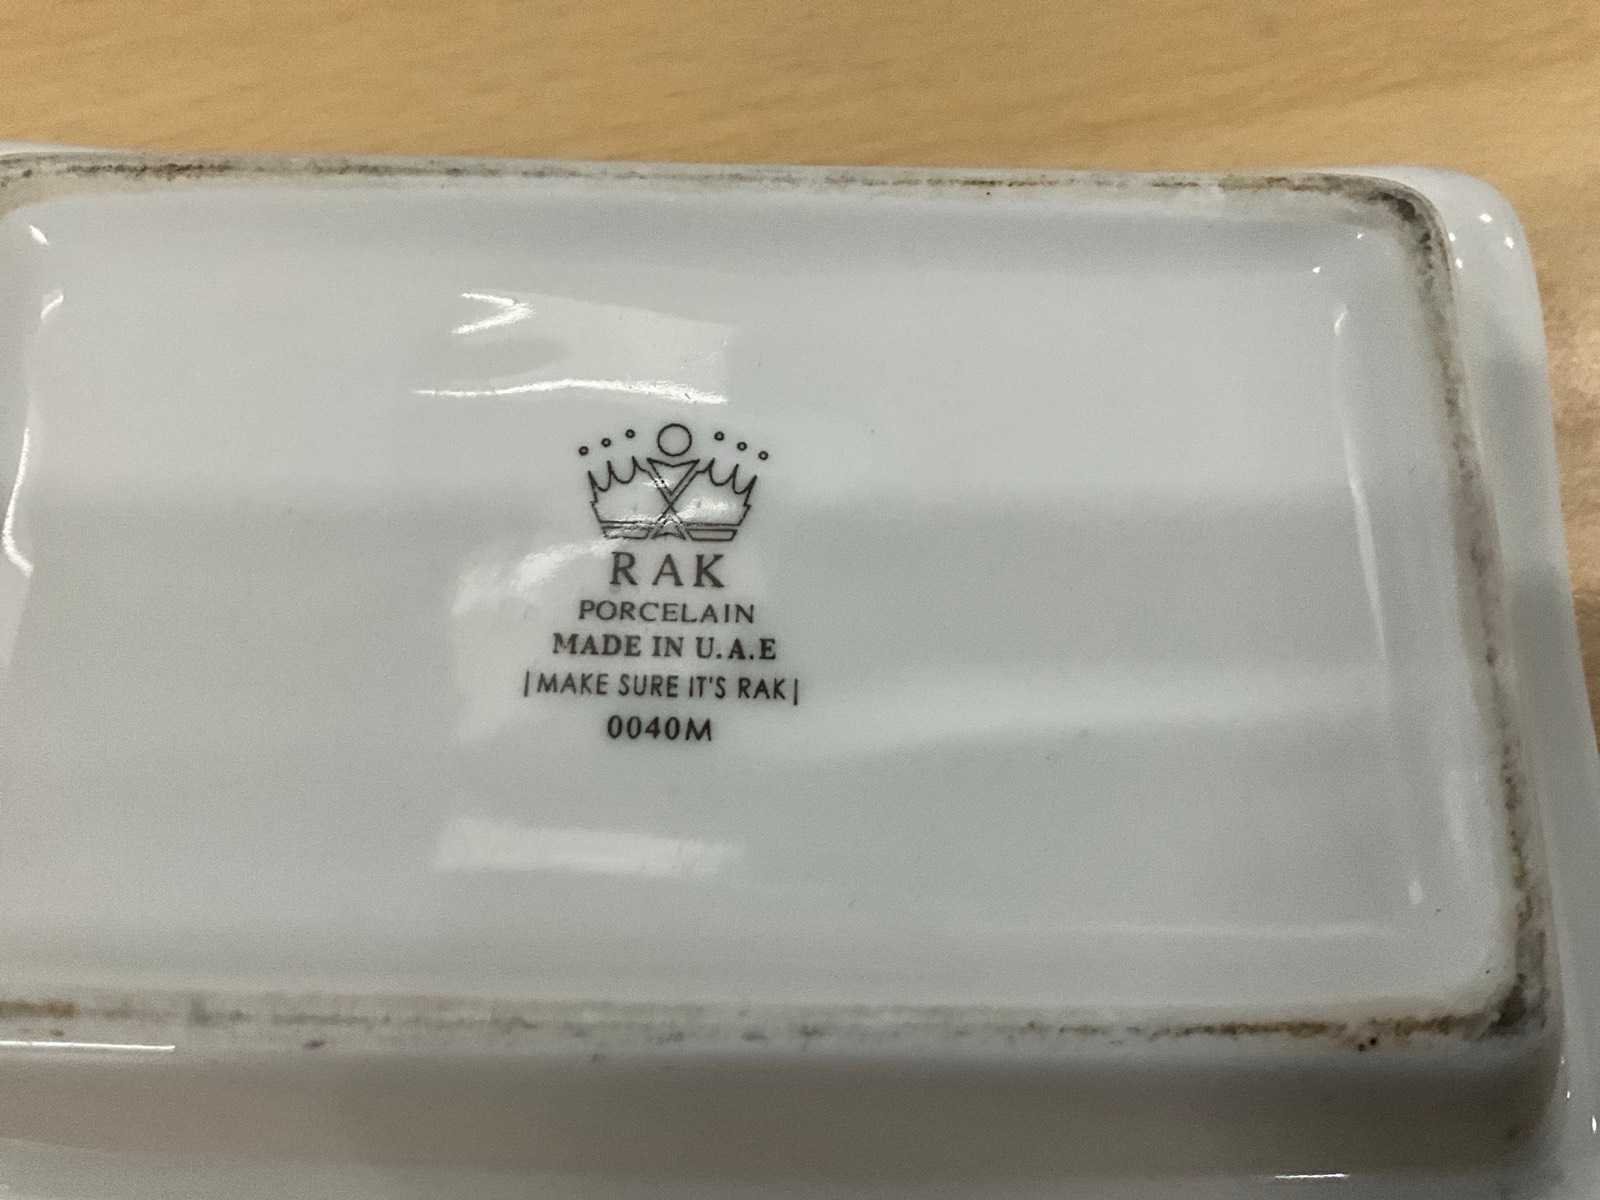 RAK
PORCELAIN
MADE IN U.A.E
|MAKE SURE IT'S RAK|
0040M